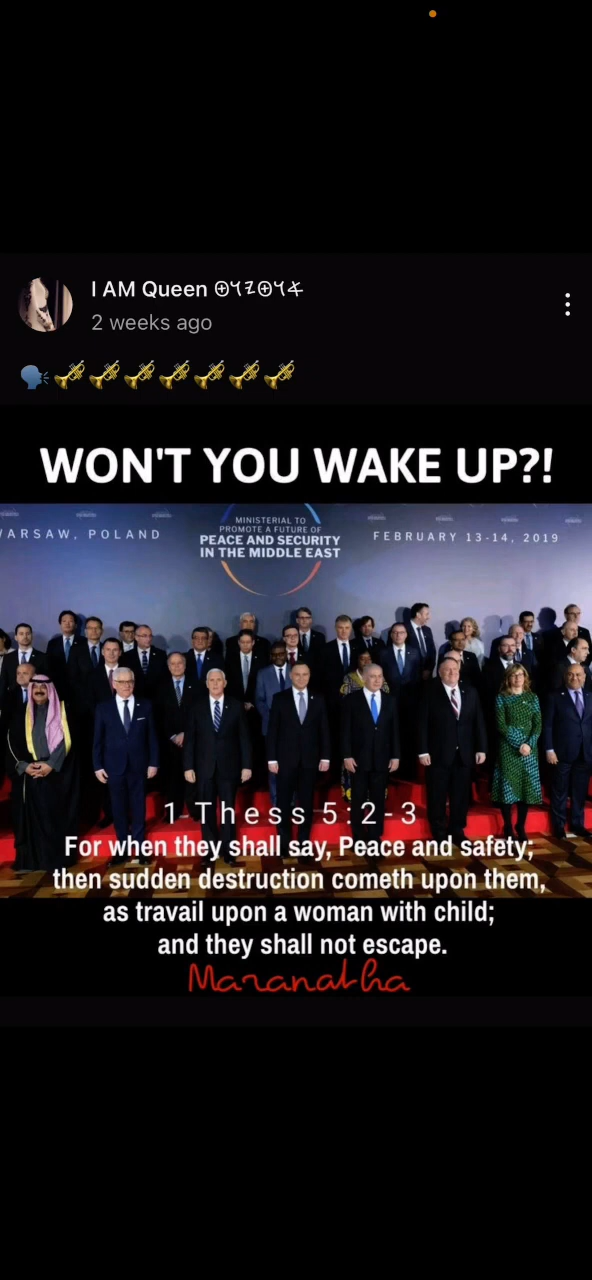 I AM Queen
2 weeks ago
🗣️🎺🎺🎺🎺🎺🎺🎺
WON'T YOU WAKE UP?!
ARSAW, POLAND
MINISTERIAL TO
PROMOTE A FUTURE OF
PEACE AND SECURITY
IN THE MIDDLE EAST
FEBRUARY 13-14, 2019
1 Thess 5:2-3
For when they shall say, Peace and safety;
then sudden destruction cometh upon them,
as travail upon a woman with child;
and they shall not escape.
Maranatha